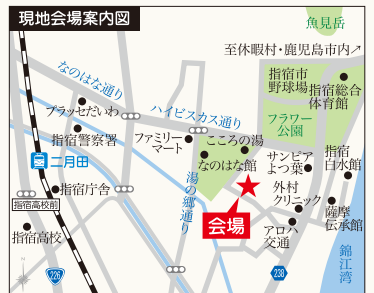 現地会場案内図
魚見岳
至休暇村・鹿児島市内↗
なのはな通り
指宿市
野球場
指宿総合
体育館
プラッセだいわ
ハイビスカス通り
フラワー
公園
指宿警察署
ファミリー
マート
こころの湯
二月田
なのはな館
サンピア
よつ葉
指宿
白水館
湯の郷通り
指宿庁舎
外村
クリニック
指宿高校前
会場
薩摩
伝承館
指宿高校
アロハ
交通
錦江湾
226
238